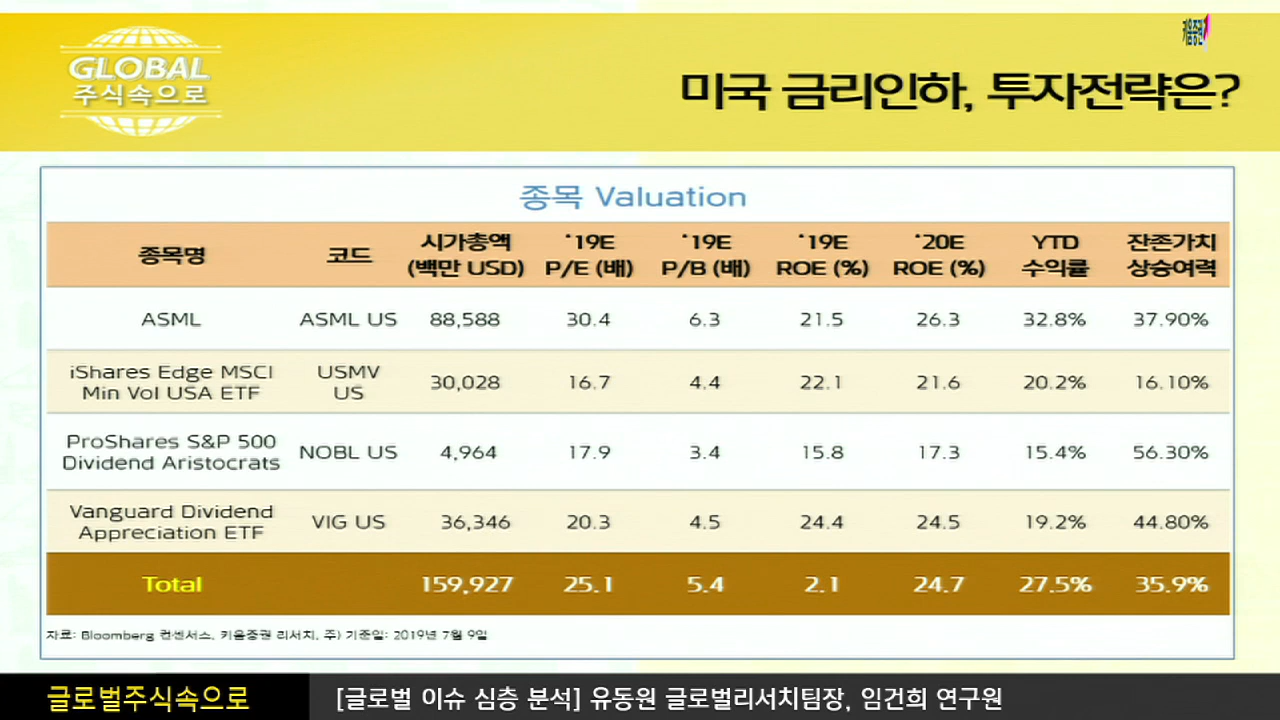 GLOBAL
주식속으로
키움증권
미국 금리인하, 투자전략은?
종목 Valuation
종목명 코드 시가총액 (백만 USD) '19E P/E (배) '19E P/B (배) '19E ROE (%) '20E ROE (%) YTD 수익률 잔존가치 상승여력
ASML ASML US 88,588 30.4 6.3 21.5 26.3 32.8% 37.90%
iShares Edge MSCI Min Vol USA ETF USMV US 30,028 16.7 4.4 22.1 21.6 20.2% 16.10%
ProShares S&P 500 Dividend Aristocrats NOBL US 4,964 17.9 3.4 15.8 17.3 15.4% 56.30%
Vanguard Dividend Appreciation ETF VIG US 36,346 20.3 4.5 24.4 24.5 19.2% 44.80%
Total 159,927 25.1 5.4 2.1 24.7 27.5% 35.9%
자료: Bloomberg 컨센서스, 키움증권 리서치, 주) 기준일: 2019년 7월 9일
글로벌주식속으로
[글로벌 이슈 심층 분석] 유동원 글로벌리서치팀장, 임건희 연구원